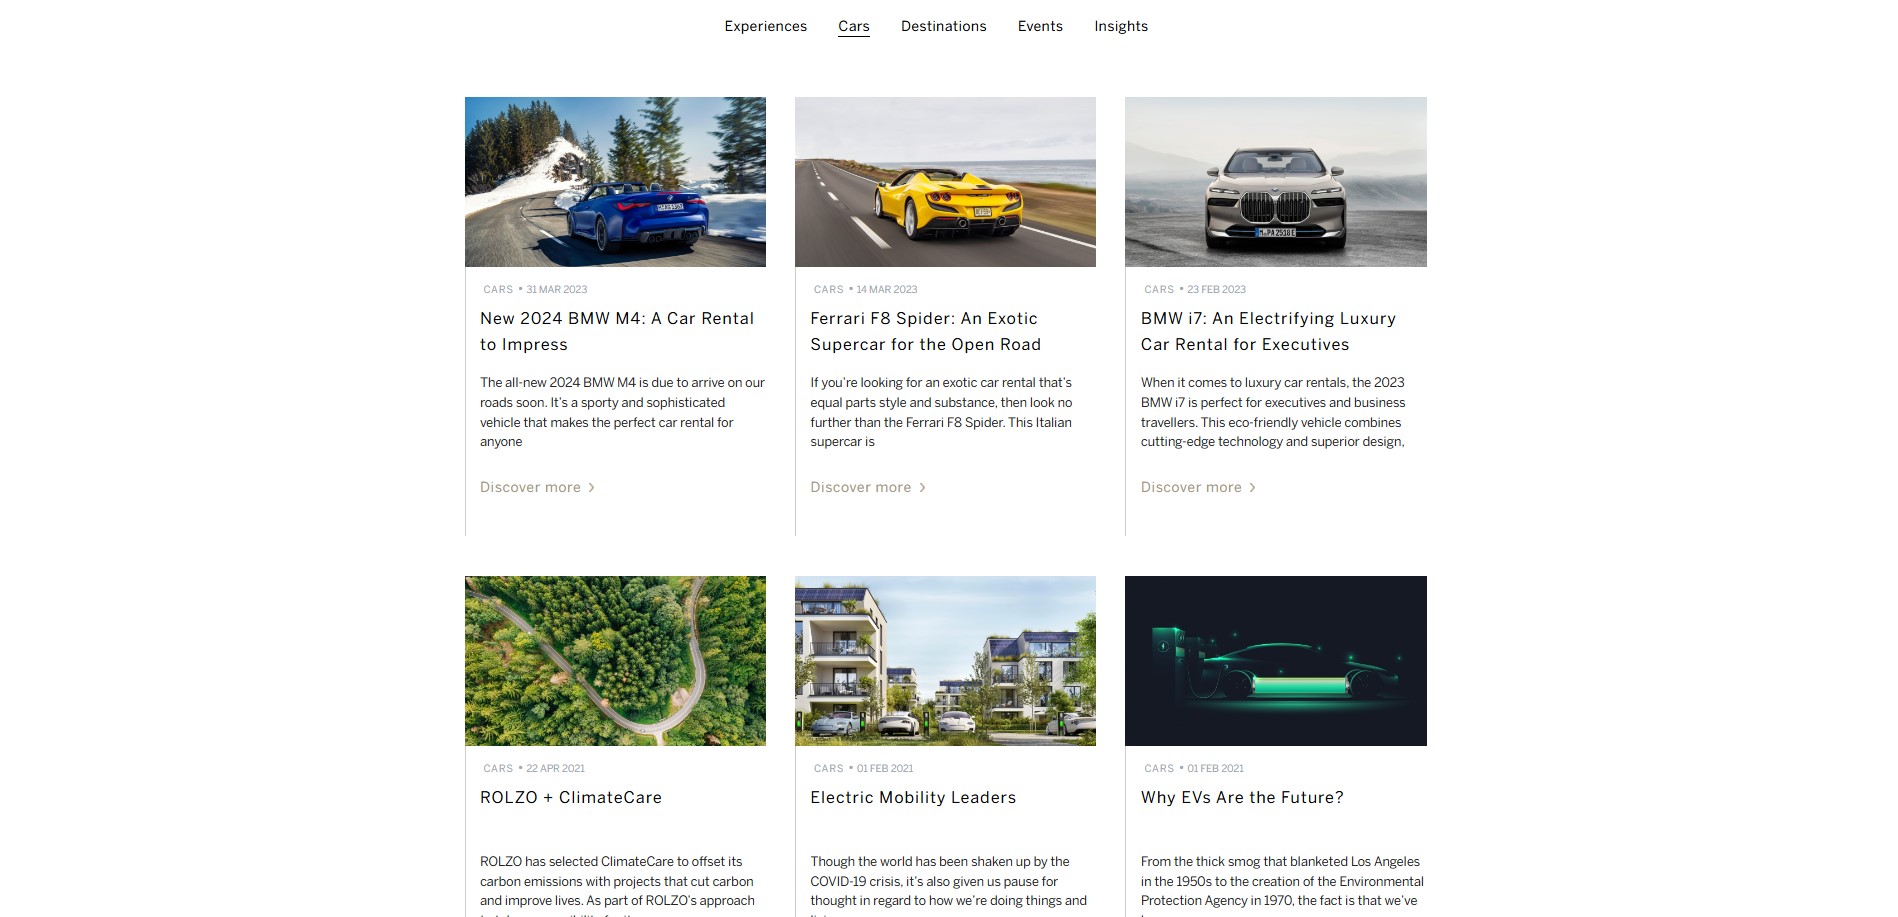 Experiences Cars Destinations Events Insights
CARS • 31 MAR 2023
New 2024 BMW M4: A Car Rental
to Impress
The all-new 2024 BMW M4 is due to arrive on our
roads soon. It's a sporty and sophisticated
vehicle that makes the perfect car rental for
anyone
Discover more >
CARS • 14 MAR 2023
Ferrari F8 Spider: An Exotic
Supercar for the Open Road
If you're looking for an exotic car rental that's
equal parts style and substance, then look no
further than the Ferrari F8 Spider. This Italian
supercar is
Discover more >
M·PA 2518 E
CARS • 23 FEB 2023
BMW i7: An Electrifying Luxury
Car Rental for Executives
When it comes to luxury car rentals, the 2023
BMW i7 is perfect for executives and business
travellers. This eco-friendly vehicle combines
cutting-edge technology and superior design,
Discover more >
CARS • 22 APR 2021
ROLZO + ClimateCare
ROLZO has selected ClimateCare to offset its
carbon emissions with projects that cut carbon
and improve lives. As part of ROLZO's approach
CARS • 01 FEB 2021
Electric Mobility Leaders
Though the world has been shaken up by the
COVID-19 crisis, it's also given us pause for
thought in regard to how we're doing things and
CARS • 01 FEB 2021
Why EVs Are the Future?
From the thick smog that blanketed Los Angeles
in the 1950s to the creation of the Environmental
Protection Agency in 1970, the fact is that we've